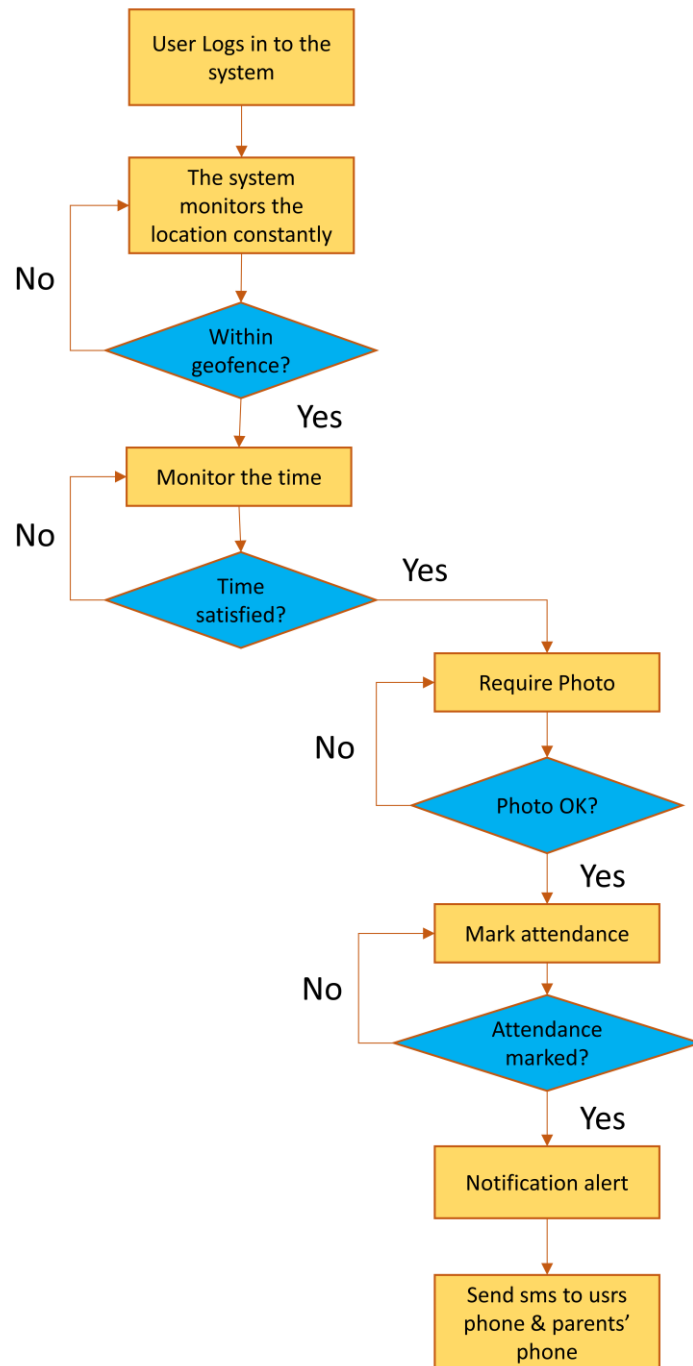 User Logs in to the
system
The system
monitors the
location constantly
No
Within
geofence?
Yes
Monitor the time
No
Time
satisfied?
Yes
Require Photo
No
Photo OK?
Yes
Mark attendance
No
Attendance
marked?
Yes
Notification alert
Send sms to usrs
phone & parents’
phone